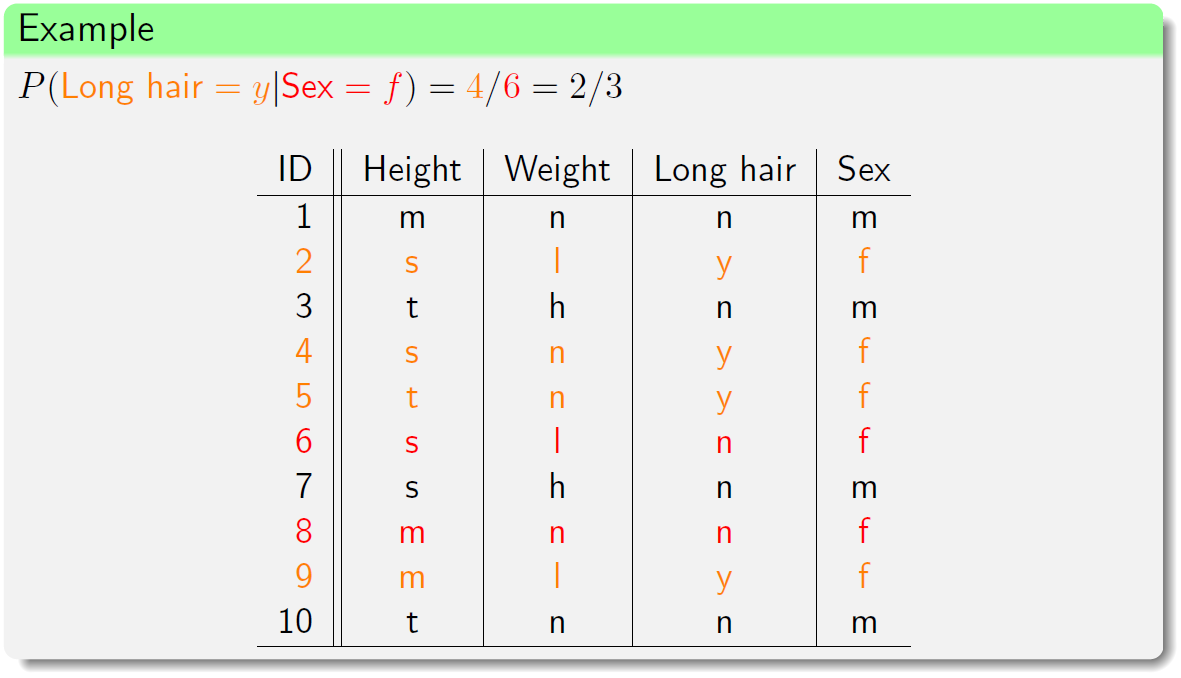 Example
P(Long hair = y|Sex = f) = 4/6 = 2/3
ID Height Weight Long hair Sex
1 m n n m
2 s l y f
3 t h n m
4 s n y f
5 t n y f
6 s l n f
7 s h n m
8 m n n f
9 m l y f
10 t n n m